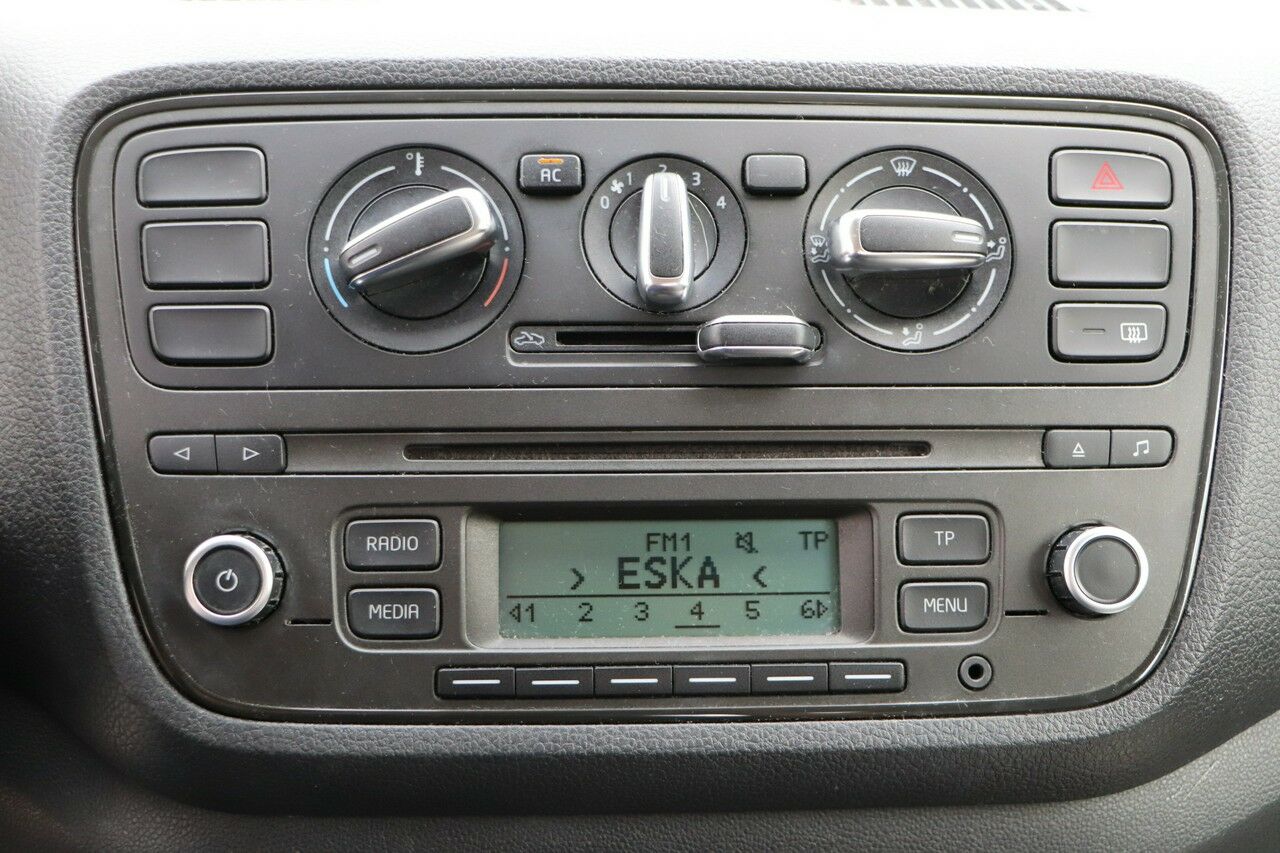 AC
0 1 2 3 4
RADIO
MEDIA
FM1 TP
> ESKA <
1 2 3 4 5 6
TP
MENU